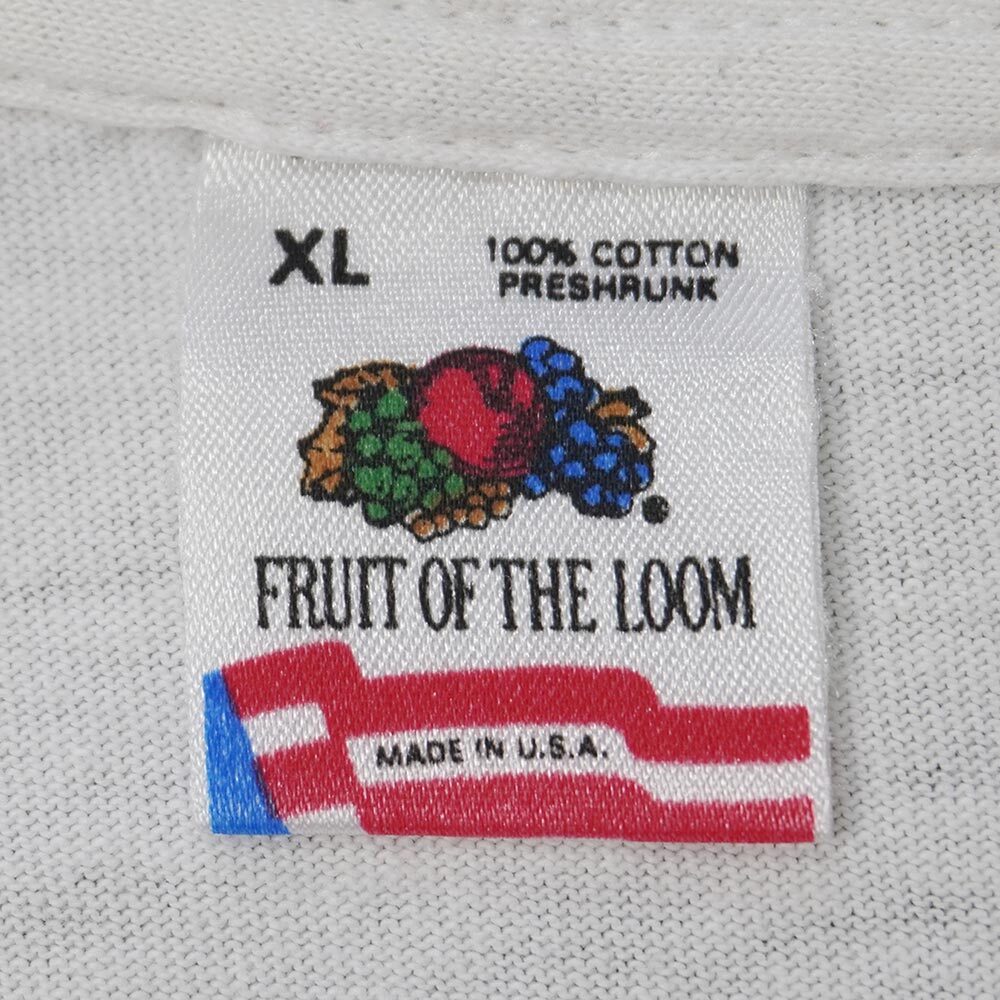 XL
100% COTTON
PRESHRUNK
FRUIT OF THE LOOM
MADE IN U.S.A.